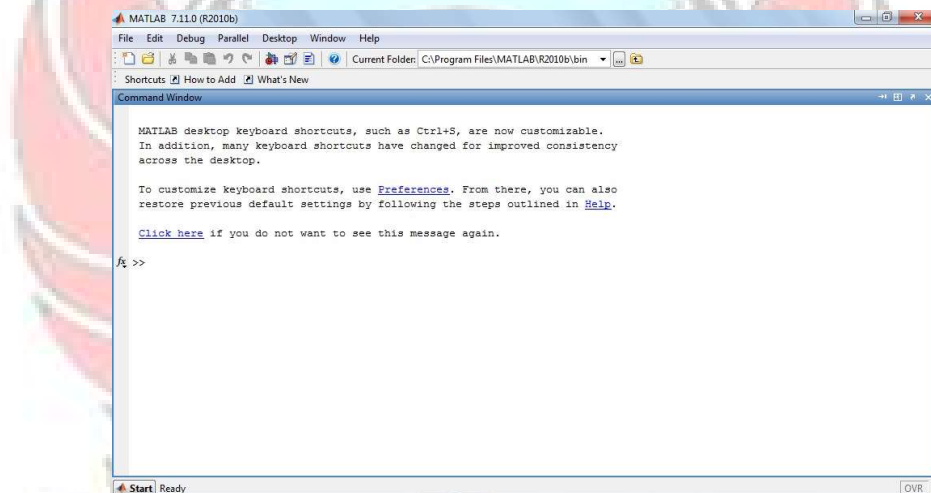 MATLAB 7.11.0 (R2010b)
File Edit Debug Parallel Desktop Window Help
Current Folder: C:\Program Files\MATLAB\R2010b\bin
Shortcuts How to Add What's New
Command Window
MATLAB desktop keyboard shortcuts, such as Ctrl+S, are now customizable.
In addition, many keyboard shortcuts have changed for improved consistency
across the desktop.
To customize keyboard shortcuts, use Preferences. From there, you can also
restore previous default settings by following the steps outlined in Help.
Click here if you do not want to see this message again.
fx >>
Start Ready
OVR